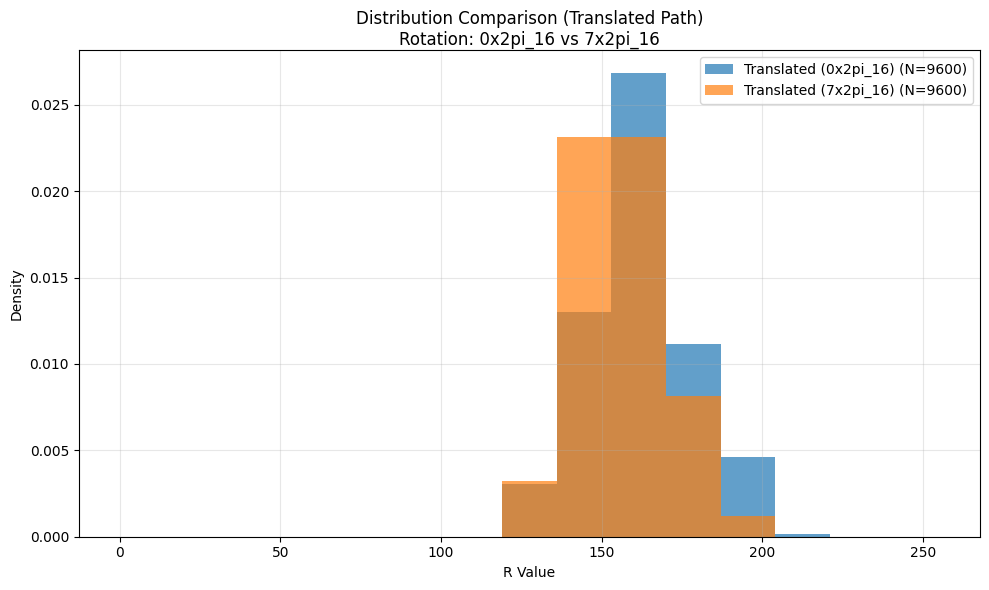 Distribution Comparison (Translated Path)
Rotation: 0x2pi_16 vs 7x2pi_16
Translated (0x2pi_16) (N=9600)
Translated (7x2pi_16) (N=9600)
Density
0.025
0.020
0.015
0.010
0.005
0.000
0 50 100 150 200 250
R Value